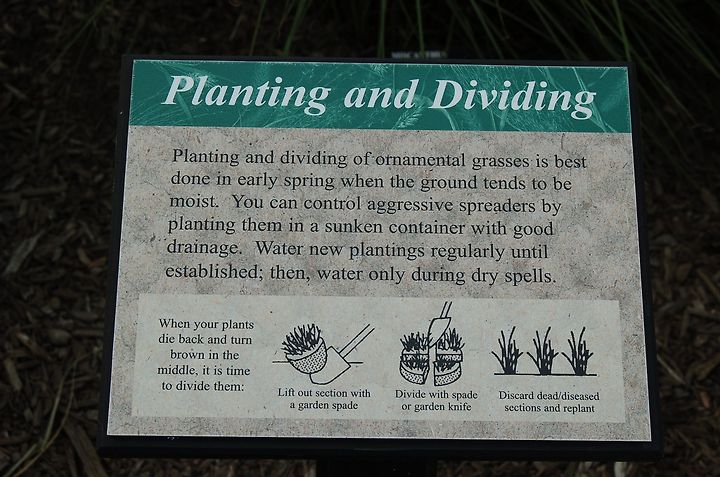 Planting and Dividing
Planting and dividing of ornamental grasses is best
done in early spring when the ground tends to be
moist. You can control aggressive spreaders by
planting them in a sunken container with good
drainage. Water new plantings regularly until
established; then, water only during dry spells.
When your plants
die back and turn
brown in the
middle, it is time
to divide them:
Lift out section with
a garden spade
Divide with spade
or garden knife
Discard dead/diseased
sections and replant